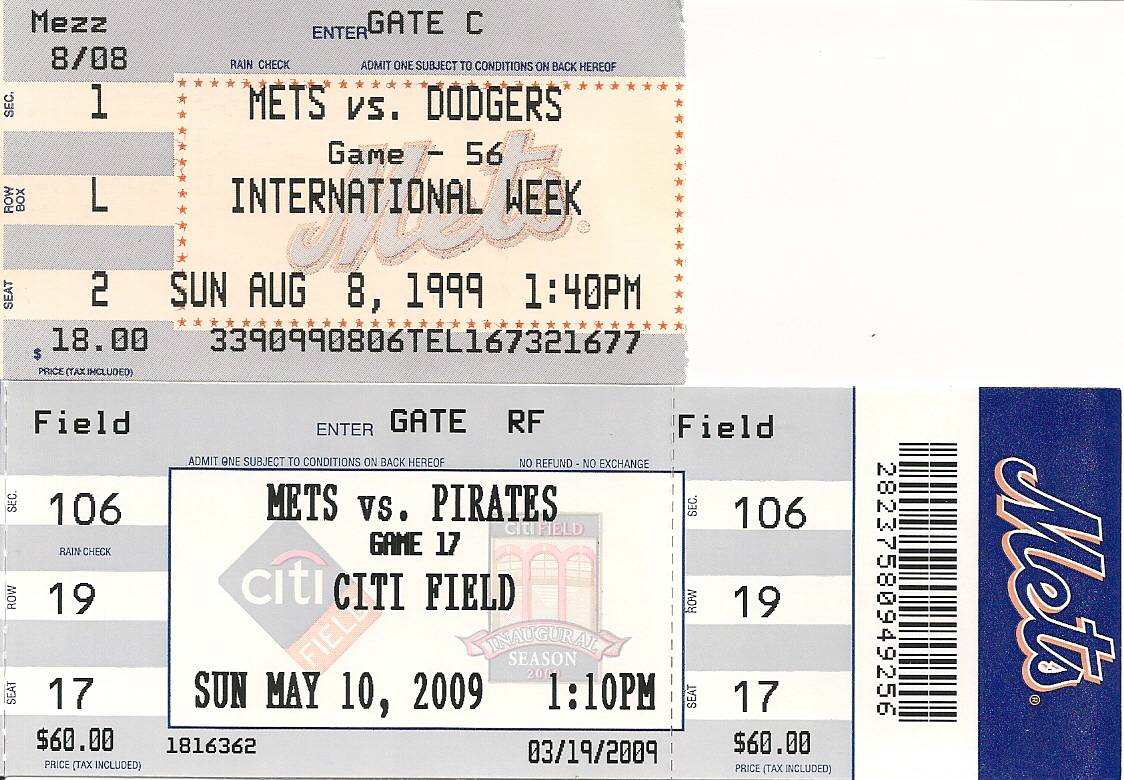 Mezz
8/08
ENTER GATE C
RAIN CHECK
ADMIT ONE SUBJECT TO CONDITIONS ON BACK HEREOF
SEC. 1
METS vs. DODGERS
Game - 56
Mets
ROW BOX L
INTERNATIONAL WEEK
SEAT 2
SUN AUG 8, 1999 1:40PM
$ 18.00
3390990806TEL167321677
PRICE (TAX INCLUDED)
Field
ENTER GATE RF
Field
ADMIT ONE SUBJECT TO CONDITIONS ON BACK HEREOF
NO REFUND - NO EXCHANGE
SEC. 106
METS vs. PIRATES
SEC. 106
RAIN CHECK
GAME 17
citi FIELD
citi FIELD
ROW 19
CITI FIELD
ROW 19
INAUGURAL
SEASON
2009
SEAT 17
SUN MAY 10, 2009 1:10PM
SEAT 17
$60.00
1816362
03/19/2009
$60.00
PRICE (TAX INCLUDED)
PRICE (TAX INCLUDED)
28237580949256
Mets